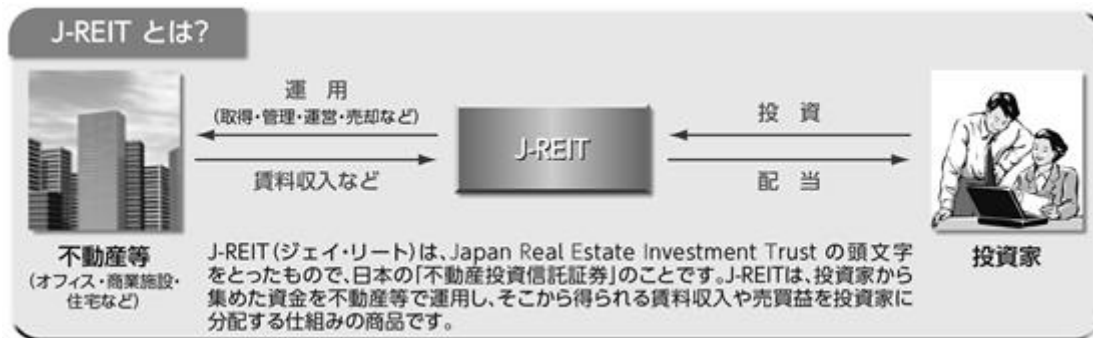 J-REIT とは?
運 用
(取得・管理・運営・売却など)
投 資
J-REIT
賃料収入など
配 当
不動産等
(オフィス・商業施設・
住宅など)
投資家
J-REIT(ジェイ・リート)は、Japan Real Estate Investment Trust の頭文字
をとったもので、日本の「不動産投資信託証券」のことです。J-REITは、投資家から
集めた資金を不動産等で運用し、そこから得られる賃料収入や売買益を投資家に
分配する仕組みの商品です。